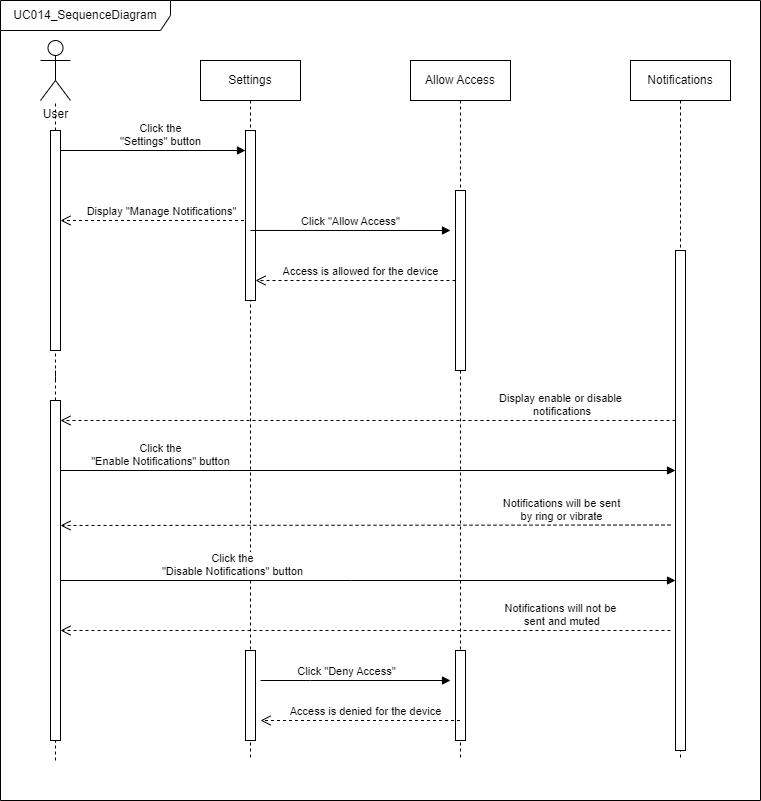 UC014_SequenceDiagram
User
Settings
Allow Access
Notifications
Click the
"Settings" button
Display "Manage Notifications"
Click "Allow Access"
Access is allowed for the device
Display enable or disable
notifications
Click the
"Enable Notifications" button
Notifications will be sent
by ring or vibrate
Click the
"Disable Notifications" button
Notifications will not be
sent and muted
Click "Deny Access"
Access is denied for the device